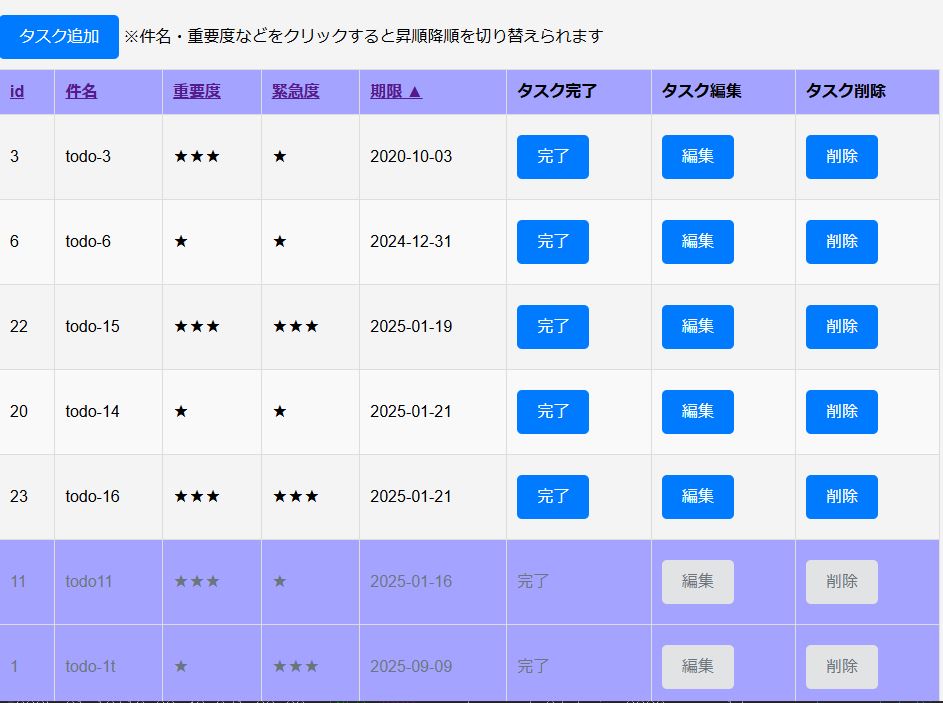 タスク追加 ※件名・重要度などをクリックすると昇順降順を切り替えられます
id 件名 重要度 緊急度 期限 ▲ タスク完了 タスク編集 タスク削除
3 todo-3 ★★★ ★ 2020-10-03 完了 編集 削除
6 todo-6 ★ ★ 2024-12-31 完了 編集 削除
22 todo-15 ★★★ ★★★ 2025-01-19 完了 編集 削除
20 todo-14 ★ ★ 2025-01-21 完了 編集 削除
23 todo-16 ★★★ ★★★ 2025-01-21 完了 編集 削除
11 todo11 ★★★ ★ 2025-01-16 完了 編集 削除
1 todo-1t ★ ★★★ 2025-09-09 完了 編集 削除